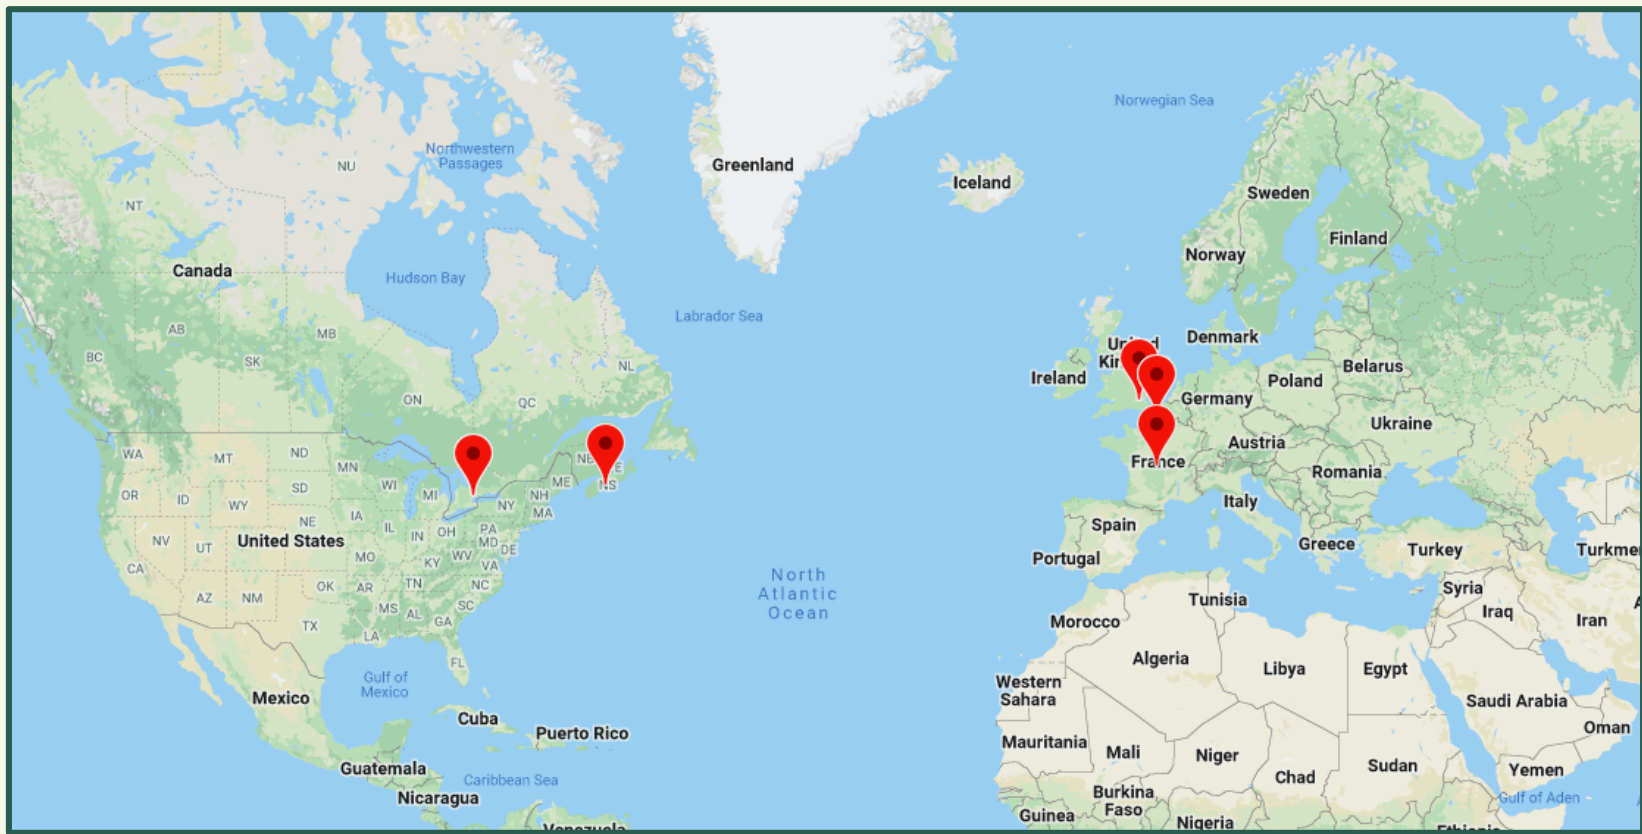 Norwegian Sea
Northwestern
Passages
Greenland
NU
Iceland
Sweden
NT
Finland
Norway
Canada
Hudson Bay
Labrador Sea
AB
MB
Denmark
United
BC
SK
NL
Ireland
Belarus
Poland
ON
QC
Germany
Ukraine
Austria
WA
MT
ND
MN
France
Romania
OR
ID
SD
WI
MI
ME
NS
WY
NY
NH
MA
Italy
NE
IA
Spain
NV
UT
United States
IL
IN
OH
PA
MD
DE
Greece
Turkey
Portugal
CA
MO
KY
WV
VA
Syria
Tunisia
North
Atlantic
Ocean
AZ
NM
OK
AR
TN
NC
Iraq
Iran
Morocco
TX
MS
AL
GA
SC
LA
FL
Algeria
Libya
Egypt
Gulf of
Mexico
Western
Sahara
Saudi Arabia
Mexico
Cuba
Puerto Rico
Oman
Mauritania
Mali
Niger
Chad
Sudan
Yemen
Guatemala
Caribbean Sea
Nicaragua
Burkina
Faso
Gulf of Aden
Guinea
Nigeria